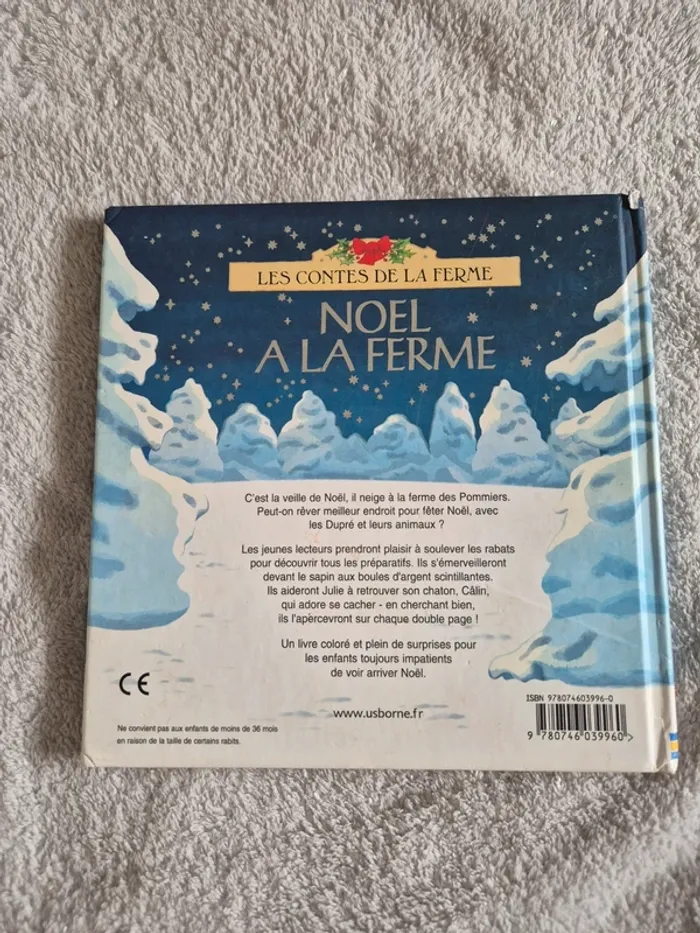 LES CONTES DE LA FERME
NOEL
A LA FERME
C'est la veille de Noël, il neige à la ferme des Pommiers.
Peut-on rêver meilleur endroit pour fêter Noël, avec
les Dupré et leurs animaux ?
Les jeunes lecteurs prendront plaisir à soulever les rabats
pour découvrir tous les préparatifs. Ils s'émerveilleront
devant le sapin aux boules d'argent scintillantes.
Ils aideront Julie à retrouver son chaton, Câlin,
qui adore se cacher - en cherchant bien,
ils l'apercevront sur chaque double page !
Un livre coloré et plein de surprises pour
les enfants toujours impatients
de voir arriver Noël.
CE
www.usborne.fr
Ne convient pas aux enfants de moins de 36 mois
en raison de la taille de certains rabits.
ISBN 978074603996-0
9 780746 039960>